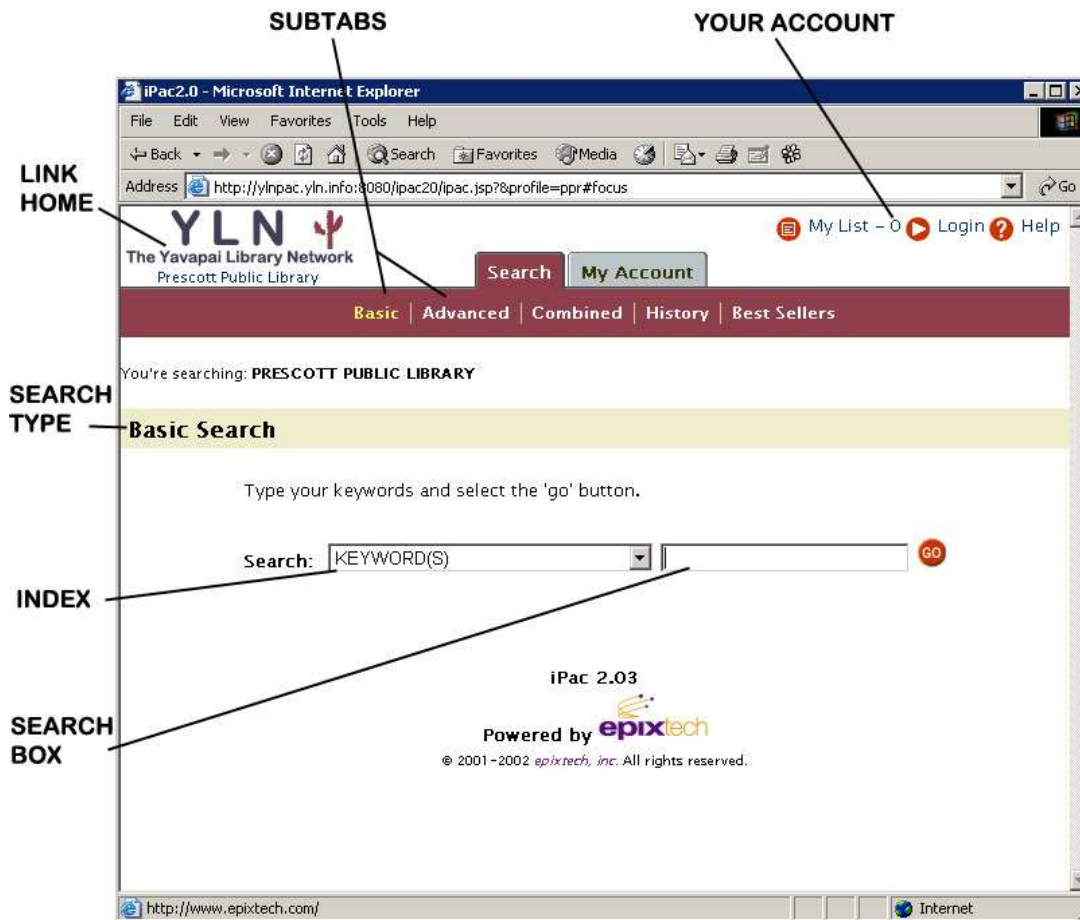 SUBTABS
YOUR ACCOUNT
iPac2.0 - Microsoft Internet Explorer
File Edit View Favorites Tools Help
Back Search Favorites Media
LINK
HOME
Address http://ylnpac.yln.info:8080/ipac20/ipac.jsp?&profile=ppr#focus Go
YLN
The Yavapai Library Network
Prescott Public Library
My List - 0 Login ? Help
Search My Account
Basic | Advanced | Combined | History | Best Sellers
You're searching: PRESCOTT PUBLIC LIBRARY
SEARCH
TYPE
Basic Search
Type your keywords and select the 'go' button.
Search: KEYWORD(S) GO
INDEX
iPac 2.03
SEARCH
BOX
Powered by epixtech
© 2001-2002 epixtech, inc. All rights reserved.
http://www.epixtech.com/ Internet